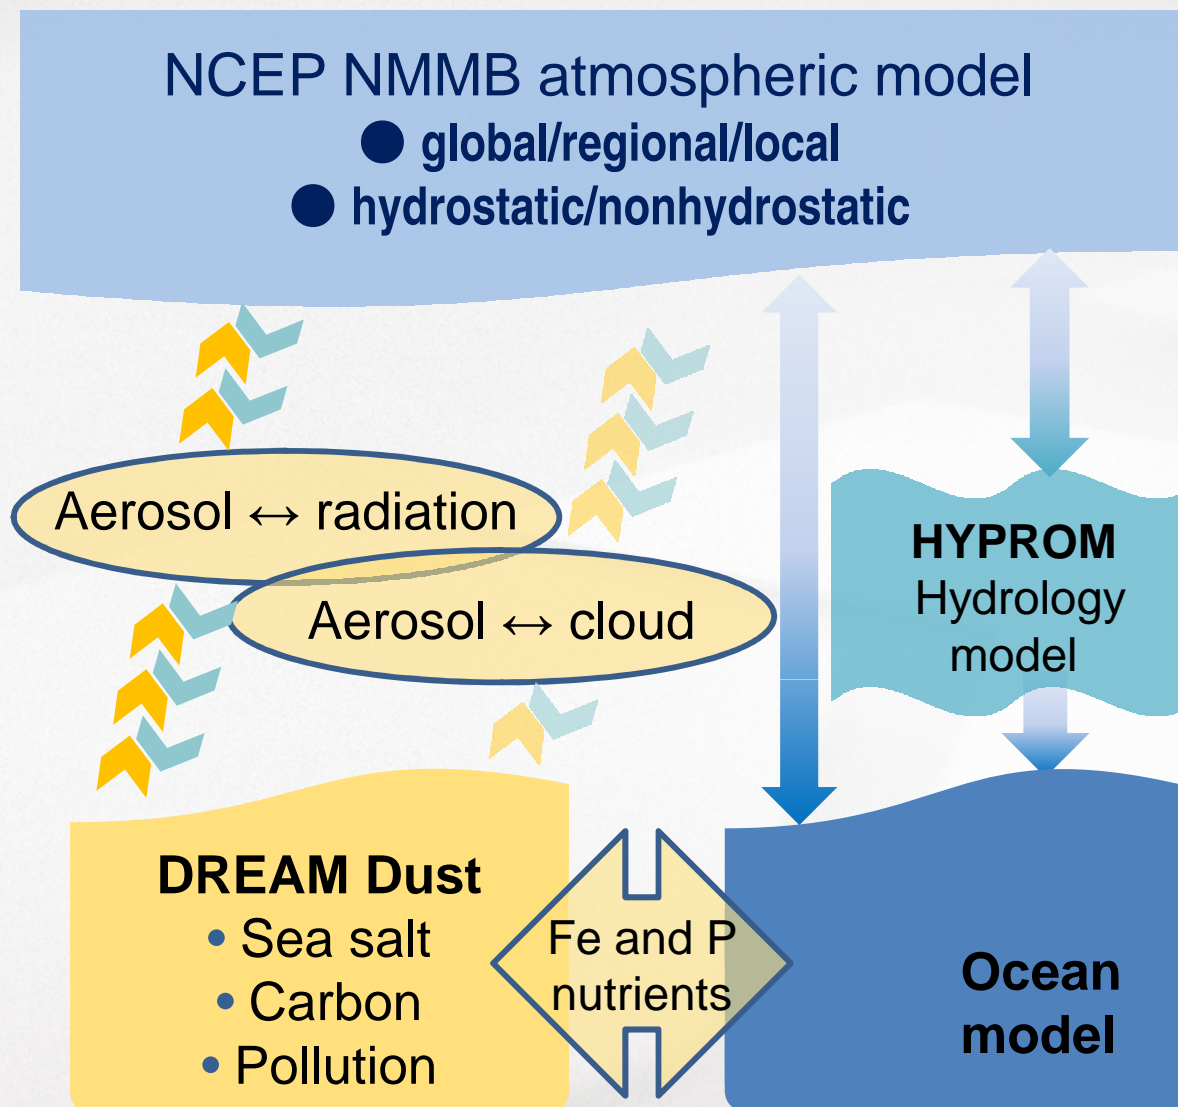 NCEP NMMB atmospheric model
● global/regional/local
● hydrostatic/nonhydrostatic
Aerosol ↔ radiation
Aerosol ↔ cloud
HYPROM
Hydrology
model
DREAM Dust
• Sea salt
• Carbon
• Pollution
Fe and P
nutrients
Ocean
model